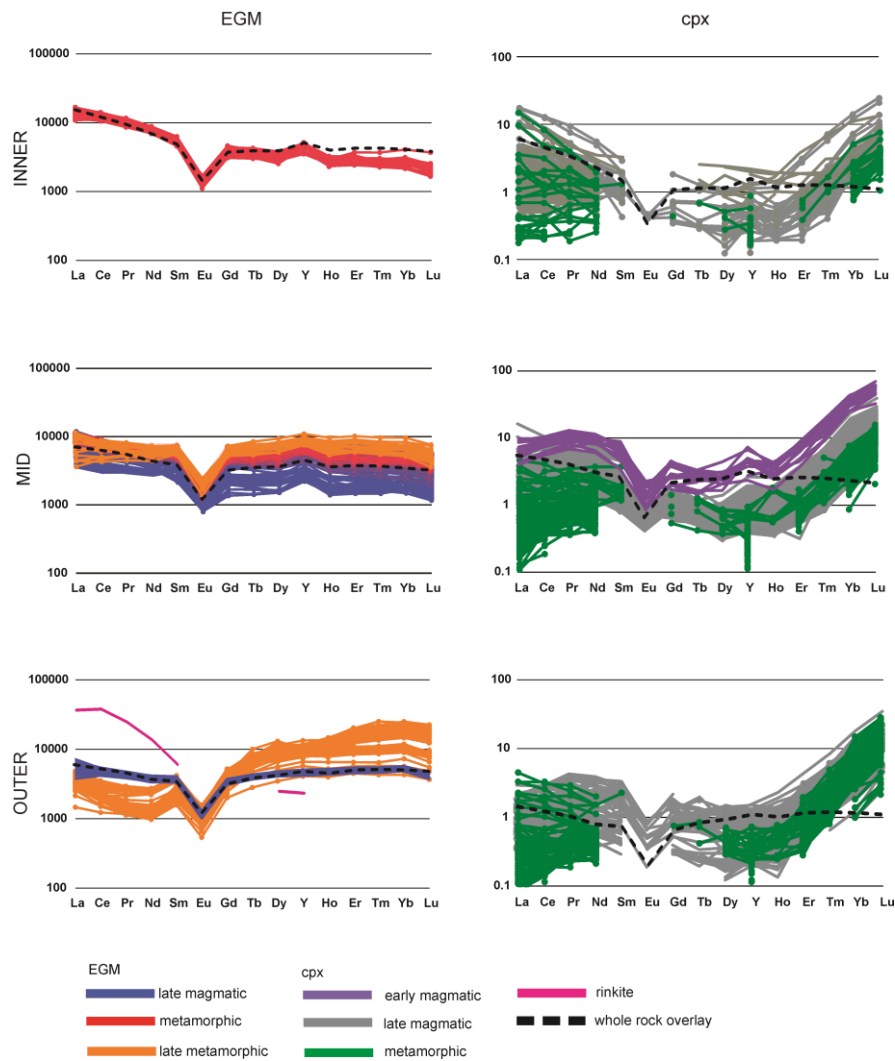 EGM
cpx
INNER
100000
10000
1000
100
La Ce Pr Nd Sm Eu Gd Tb Dy Y Ho Er Tm Yb Lu
100
10
1
0.1
La Ce Pr Nd Sm Eu Gd Tb Dy Y Ho Er Tm Yb Lu
MID
100000
10000
1000
100
La Ce Pr Nd Sm Eu Gd Tb Dy Y Ho Er Tm Yb Lu
100
10
1
0.1
La Ce Pr Nd Sm Eu Gd Tb Dy Y Ho Er Tm Yb Lu
OUTER
100000
10000
1000
100
La Ce Pr Nd Sm Eu Gd Tb Dy Y Ho Er Tm Yb Lu
100
10
1
0.1
La Ce Pr Nd Sm Eu Gd Tb Dy Y Ho Er Tm Yb Lu
EGM
late magmatic
metamorphic
late metamorphic
cpx
early magmatic
late magmatic
metamorphic
rinkite
whole rock overlay